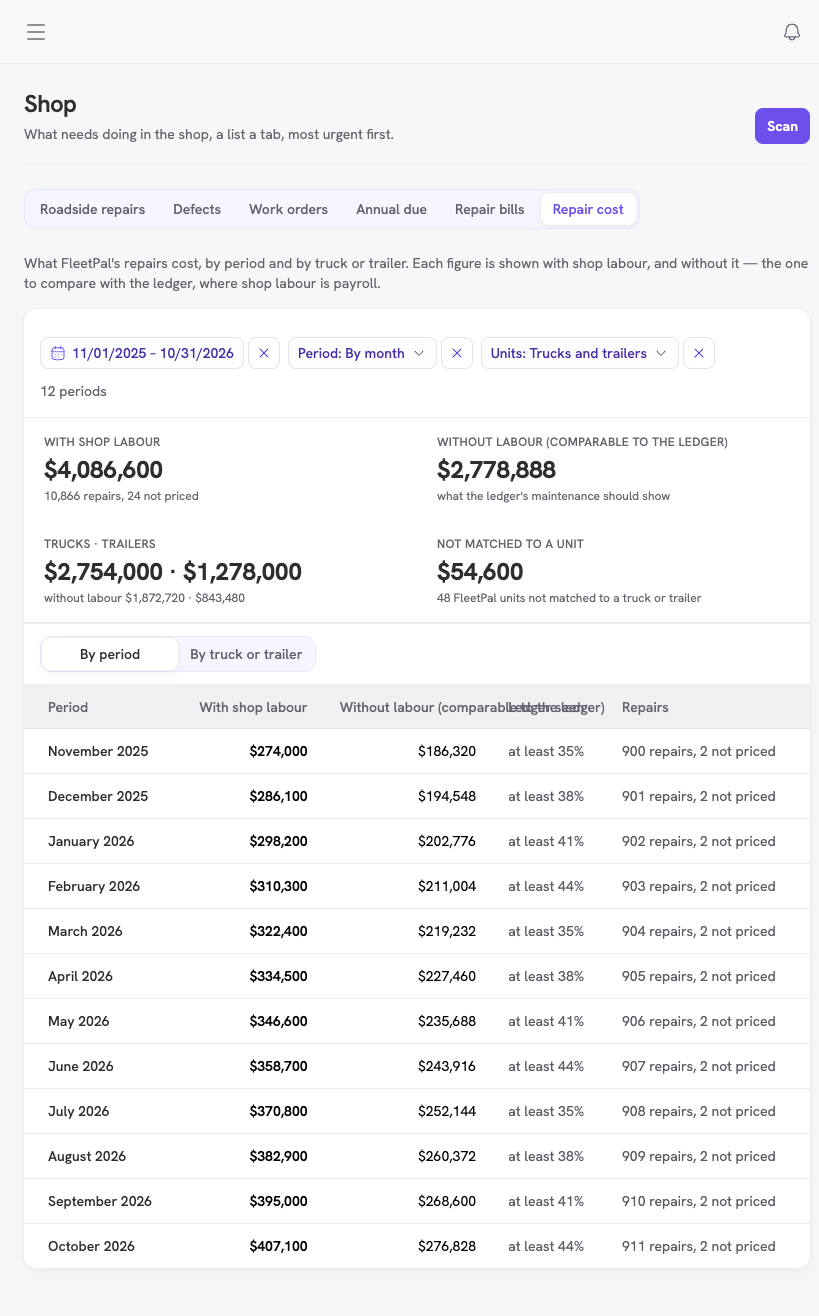 Shop
What needs doing in the shop, a list a tab, most urgent first.
Scan
Roadside repairs Defects Work orders Annual due Repair bills Repair cost
What FleetPal's repairs cost, by period and by truck or trailer. Each figure is shown with shop labour, and without it — the one
to compare with the ledger, where shop labour is payroll.
11/01/2025 – 10/31/2026 Period: By month Units: Trucks and trailers
12 periods
WITH SHOP LABOUR
$4,086,600
10,866 repairs, 24 not priced
WITHOUT LABOUR (COMPARABLE TO THE LEDGER)
$2,778,888
what the ledger's maintenance should show
TRUCKS · TRAILERS
$2,754,000 · $1,278,000
without labour $1,872,720 · $843,480
NOT MATCHED TO A UNIT
$54,600
48 FleetPal units not matched to a truck or trailer
By period By truck or trailer
Period With shop labour Without labour (comparable to the ledger) Repairs
November 2025 $274,000 $186,320 at least 35% 900 repairs, 2 not priced
December 2025 $286,100 $194,548 at least 38% 901 repairs, 2 not priced
January 2026 $298,200 $202,776 at least 41% 902 repairs, 2 not priced
February 2026 $310,300 $211,004 at least 44% 903 repairs, 2 not priced
March 2026 $322,400 $219,232 at least 35% 904 repairs, 2 not priced
April 2026 $334,500 $227,460 at least 38% 905 repairs, 2 not priced
May 2026 $346,600 $235,688 at least 41% 906 repairs, 2 not priced
June 2026 $358,700 $243,916 at least 44% 907 repairs, 2 not priced
July 2026 $370,800 $252,144 at least 35% 908 repairs, 2 not priced
August 2026 $382,900 $260,372 at least 38% 909 repairs, 2 not priced
September 2026 $395,000 $268,600 at least 41% 910 repairs, 2 not priced
October 2026 $407,100 $276,828 at least 44% 911 repairs, 2 not priced